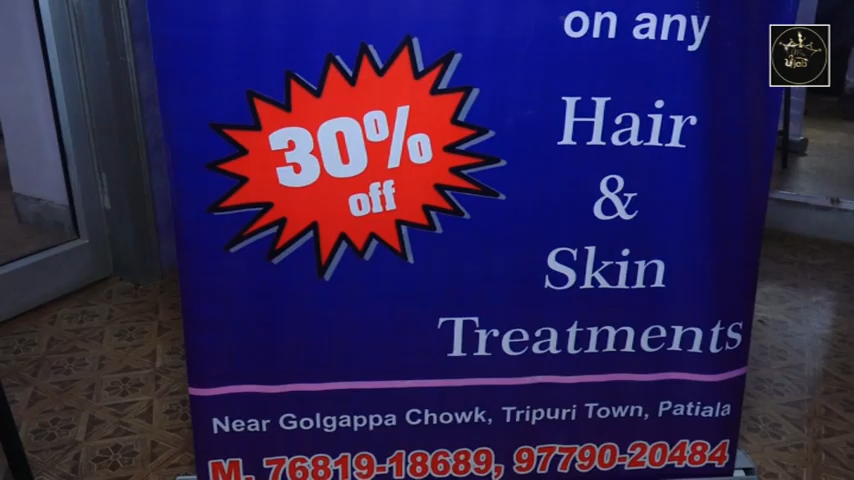 on any
30%
off
Hair
&
Skin
Treatments
Near Golgappa Chowk, Tripuri Town, Patiala
M. 76819-18689, 97790-20484